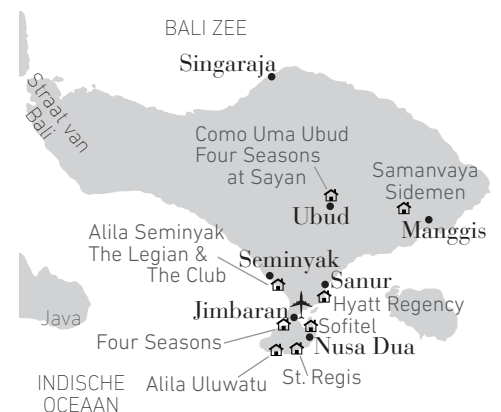 BALI ZEE
Singaraja
Straat van
Bali
Como Uma Ubud
Four Seasons
at Sayan
Samanvaya
Sidemen
Ubud
Manggis
Alila Seminyak
The Legian &
The Club
Seminyak
Sanur
Hyatt Regency
Jimbaran
Sofitel
Java
Four Seasons
Nusa Dua
INDISCHE
OCEAAN
Alila Uluwatu
St. Regis